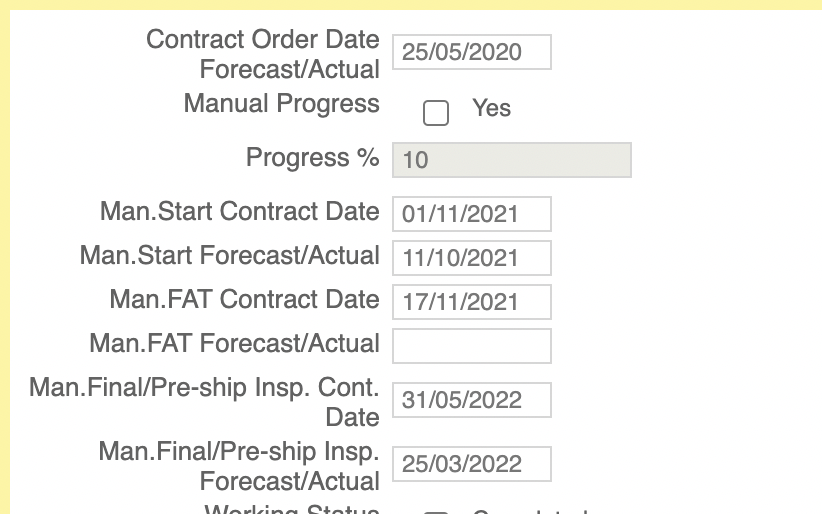 Contract Order Date
Forecast/Actual 25/05/2020
Manual Progress Yes
Progress % 10
Man.Start Contract Date 01/11/2021
Man.Start Forecast/Actual 11/10/2021
Man.FAT Contract Date 17/11/2021
Man.FAT Forecast/Actual
Man.Final/Pre-ship Insp. Cont.
Date 31/05/2022
Man.Final/Pre-ship Insp.
Forecast/Actual 25/03/2022
Working Status